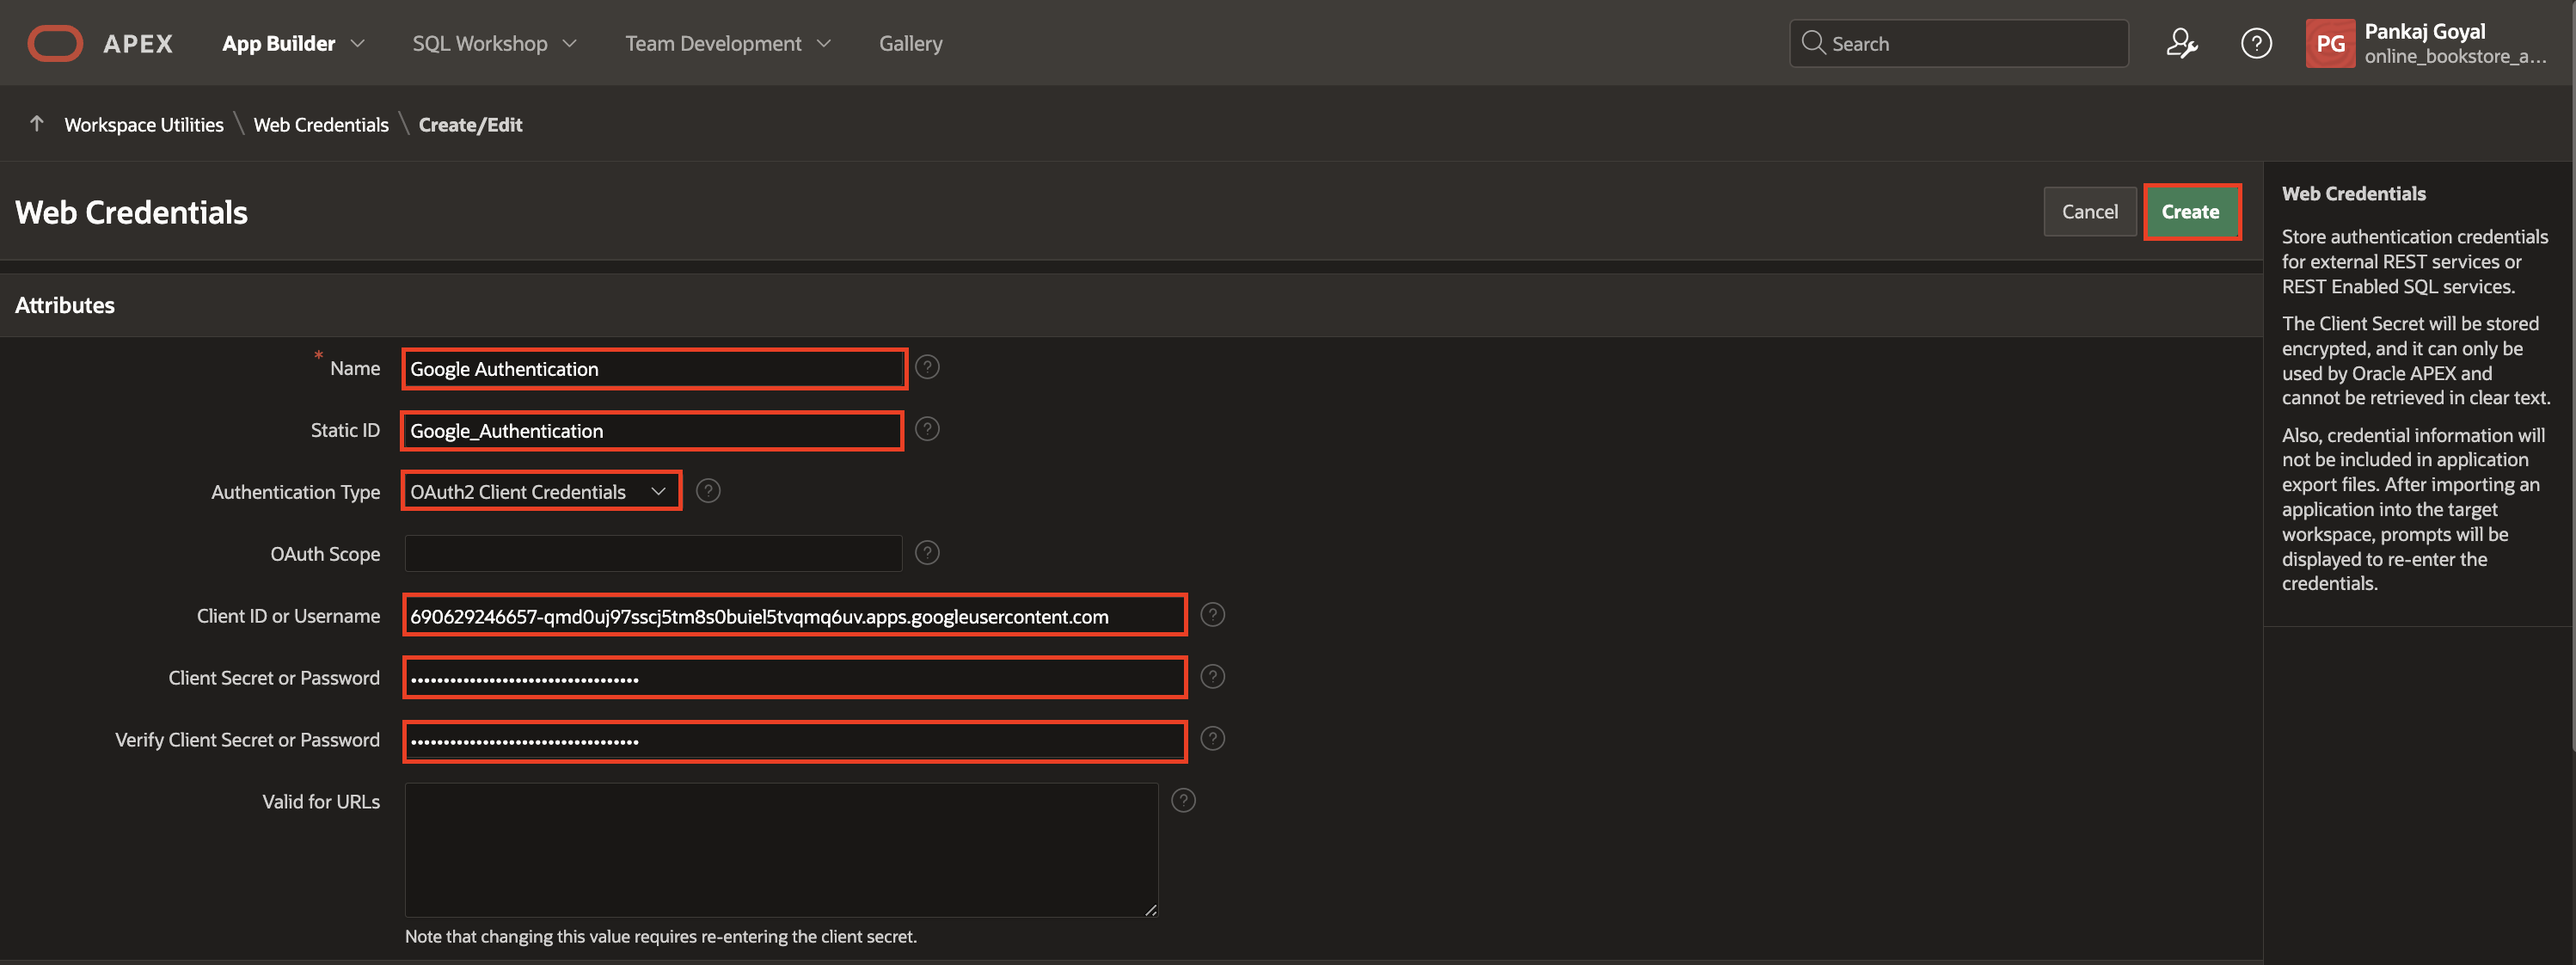 APEX App Builder SQL Workshop Team Development Gallery Search PG Pankaj Goyal
online_bookstore_a...
Workspace Utilities \ Web Credentials \ Create/Edit
Web Credentials
Cancel Create
Attributes
* Name Google Authentication ?
Static ID Google_Authentication ?
Authentication Type OAuth2 Client Credentials ?
OAuth Scope ?
Client ID or Username 690629246657-qmd0uj97sscj5tm8s0buiel5tvqmq6uv.apps.googleusercontent.com ?
Client Secret or Password ••••••••••••••••••••••••••••••••••• ?
Verify Client Secret or Password ••••••••••••••••••••••••••••••••••• ?
Valid for URLs ?
Note that changing this value requires re-entering the client secret.
Web Credentials
Store authentication credentials
for external REST services or
REST Enabled SQL services.
The Client Secret will be stored
encrypted, and it can only be
used by Oracle APEX and
cannot be retrieved in clear text.
Also, credential information will
not be included in application
export files. After importing an
application into the target
workspace, prompts will be
displayed to re-enter the
credentials.